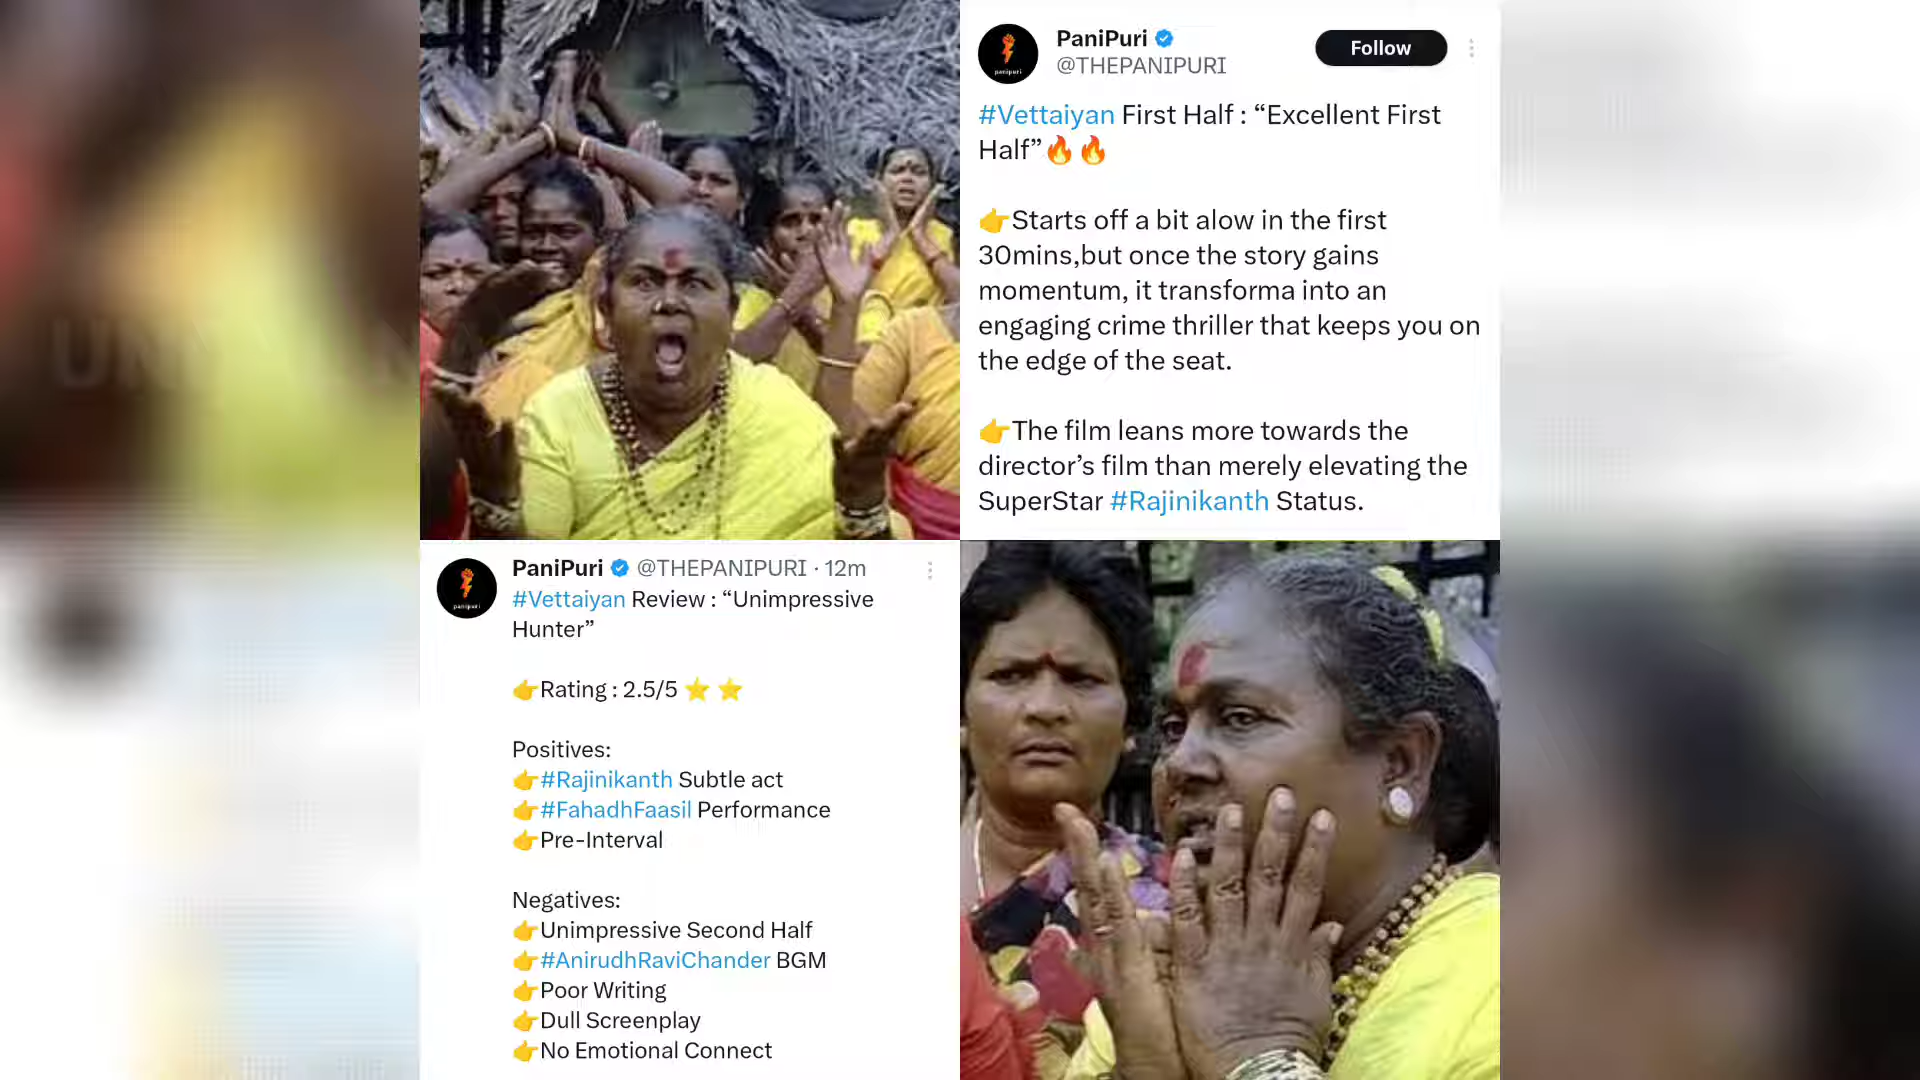 PaniPuri
@THEPANIPURI
Follow
#Vettaiyan First Half : “Excellent First
Half”🔥🔥
👉Starts off a bit alow in the first
30mins,but once the story gains
momentum, it transforma into an
engaging crime thriller that keeps you on
the edge of the seat.
👉The film leans more towards the
director’s film than merely elevating the
SuperStar #Rajinikanth Status.
panipuri
PaniPuri @THEPANIPURI · 12m
#Vettaiyan Review : “Unimpressive
Hunter”
👉Rating : 2.5/5 ⭐ ⭐
Positives:
👉#Rajinikanth Subtle act
👉#FahadhFaasil Performance
👉Pre-Interval
Negatives:
👉Unimpressive Second Half
👉#AnirudhRaviChander BGM
👉Poor Writing
👉Dull Screenplay
👉No Emotional Connect
panipuri